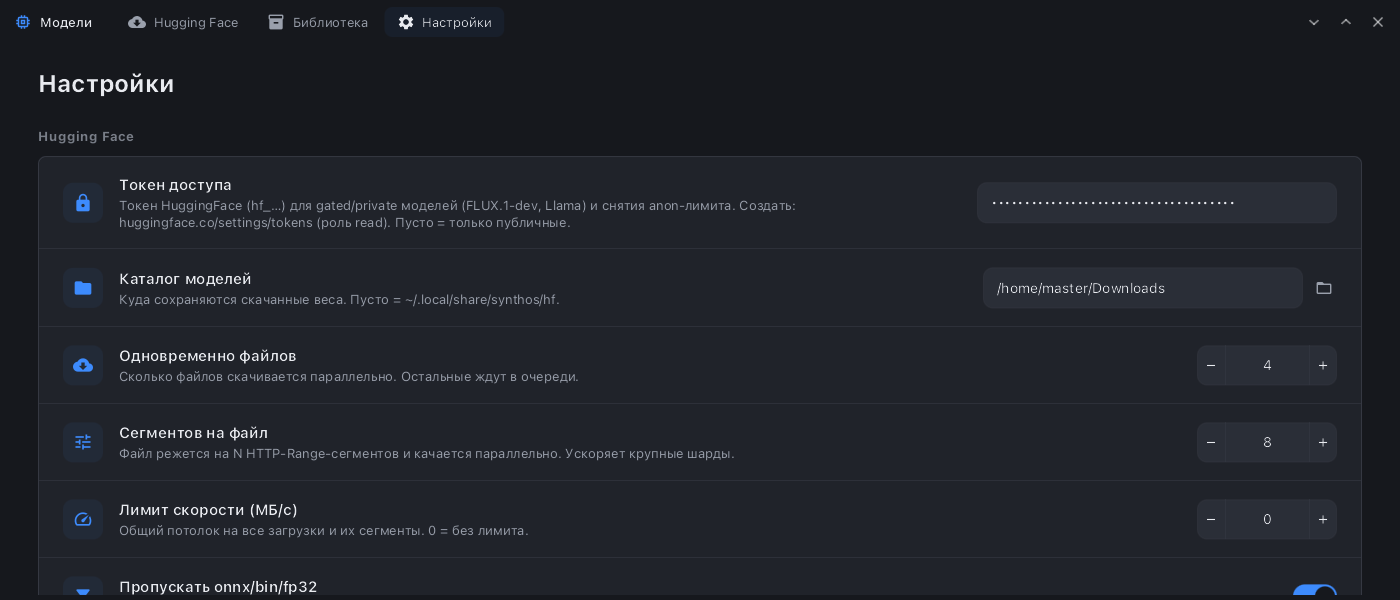 Модели
Hugging Face
Библиотека
Настройки
Настройки
Hugging Face
Токен доступа
Токен HuggingFace (hf_…) для gated/private моделей (FLUX.1-dev, Llama) и снятия anon-лимита. Создать:
huggingface.co/settings/tokens (роль read). Пусто = только публичные.
••••••••••••••••••••••••••••••••••••• 
Каталог моделей
Куда сохраняются скачанные веса. Пусто = ~/.local/share/synthos/hf.
/home/master/Downloads
Одновременно файлов
Сколько файлов скачивается параллельно. Остальные ждут в очереди.
− 4 +
Сегментов на файл
Файл режется на N HTTP-Range-сегментов и качается параллельно. Ускоряет крупные шарды.
− 8 +
Лимит скорости (МБ/с)
Общий потолок на все загрузки и их сегменты. 0 = без лимита.
− 0 +
Пропускать onnx/bin/fp32